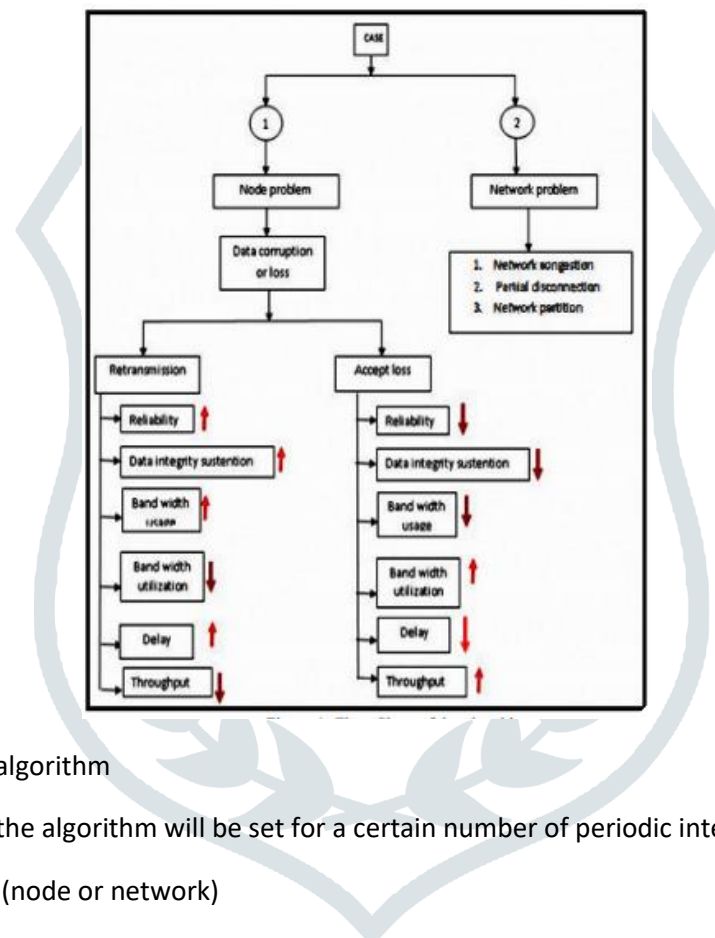 CASE
1
2
Node problem
Network problem
Data corruption
or loss
1. Network congestion
2. Partial disconnection
3. Network partition
Retransmission
Accept loss
Reliability
Reliability
Data integrity sustention
Data integrity sustention
Band width
usage
Band width
usage
Band width
utilization
Band width
utilization
Delay
Delay
Throughput
Throughput
algorithm
the algorithm will be set for a certain number of periodic inte
(node or network)